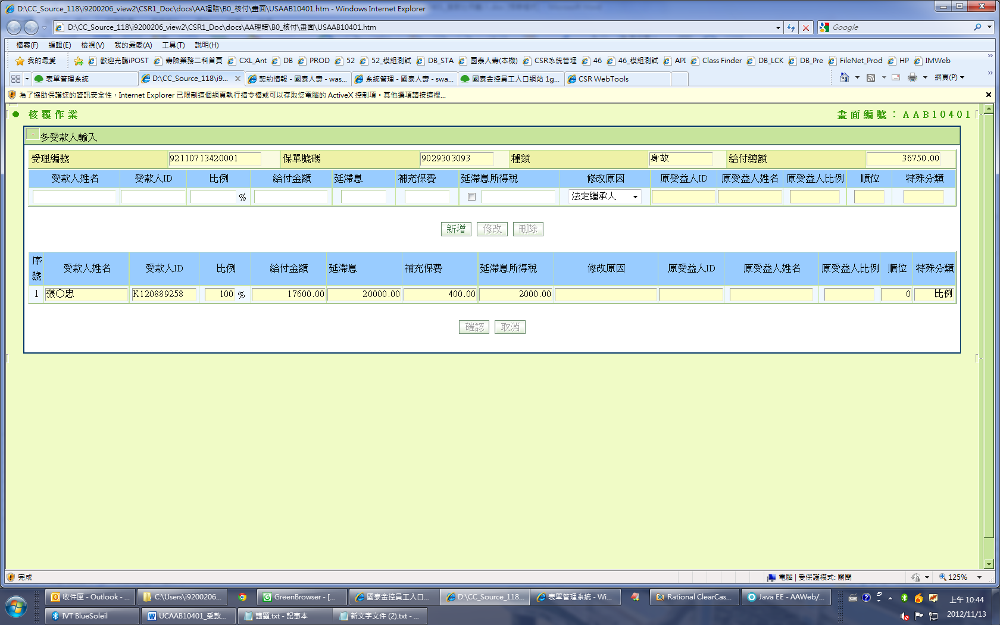 D:\CC_Source_118\i9200206_view2\CSR1_Doc\docs\AA理賠\B0_核付\畫面\USAAB10401.htm - Windows Internet Explorer
D:\CC_Source_118\i9200206_view2\CSR1_Doc\docs\AA理賠\B0_核付\畫面\USAAB10401.htm
Google
檔案(F) 編輯(E) 檢視(V) 我的最愛(A) 工具(T) 說明(H)
我的最愛 歡迎光臨iPOST 壽險業務二科首頁 CXL_Ant DB PROD 52 52_模組測試 DB_STA 國泰人壽(本機) CSR系統管理 46 46_模組測試 API Class Finder DB_LCK DB_Pre FileNet_Prod HP IMWeb
表單管理系統 D:\CC_Source_118\i9... 契約情報 - 國泰人壽 - was... 系統管理 - 國泰人壽 - swa... 國泰金控員工入口網站 1g... CSR WebTools 網頁(P)
為了協助保護您的資訊安全性，Internet Explorer 已限制這個網頁執行指令檔或可以存取您電腦的 ActiveX 控制項。其他選項請按這裡...
核覆作業 畫面編號：AAB10401
多受款人輸入
受理編號 92110713420001 保單號碼 9029303093 種類 身故 給付總額 36750.00
受款人姓名 受款人ID 比例 給付金額 延滯息 補充保費 延滯息所得稅 修改原因 原受益人ID 原受益人姓名 原受益人比例 順位 特殊分類
% 法定繼承人
新增 修改 刪除
序號 受款人姓名 受款人ID 比例 給付金額 延滯息 補充保費 延滯息所得稅 修改原因 原受益人ID 原受益人姓名 原受益人比例 順位 特殊分類
1 張○忠 K120889258 100 % 17600.00 20000.00 400.00 2000.00 0 比例
確認 取消
完成 電腦 | 受保護模式: 關閉 125%
收件匣 - Outlook - ... C:\Users\i9200206... GreenBrowser - [... 國泰金控員工入口... D:\CC_Source_118... 表單管理系統 - Wi... Rational ClearCas... Java EE - AAWeb/... 上午 10:44
IVT BlueSoleil UCAAB10401_受款... 議題.txt - 記事本 新文字文件 (2).txt - ... 2012/11/13